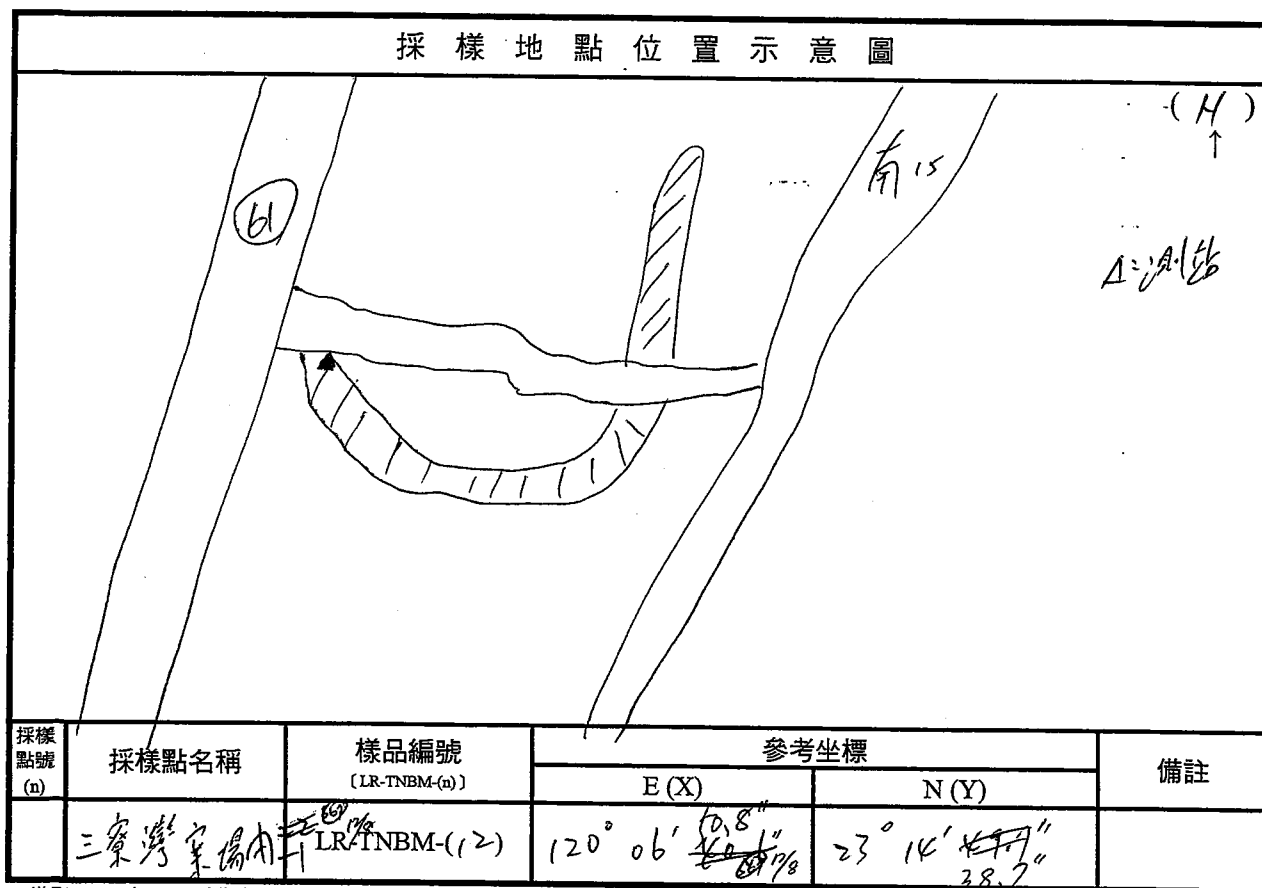 採樣地點位置示意圖
(N)
↑
南15
61
△:測站
採樣點號(n)
採樣點名稱
樣品編號
〔LR-TNBM-(n)〕
參考坐標
E (X)
N (Y)
備註
三寮灣
LR-TNBM-(12)
120° 06' 10.8"
23° 14' 38.7"